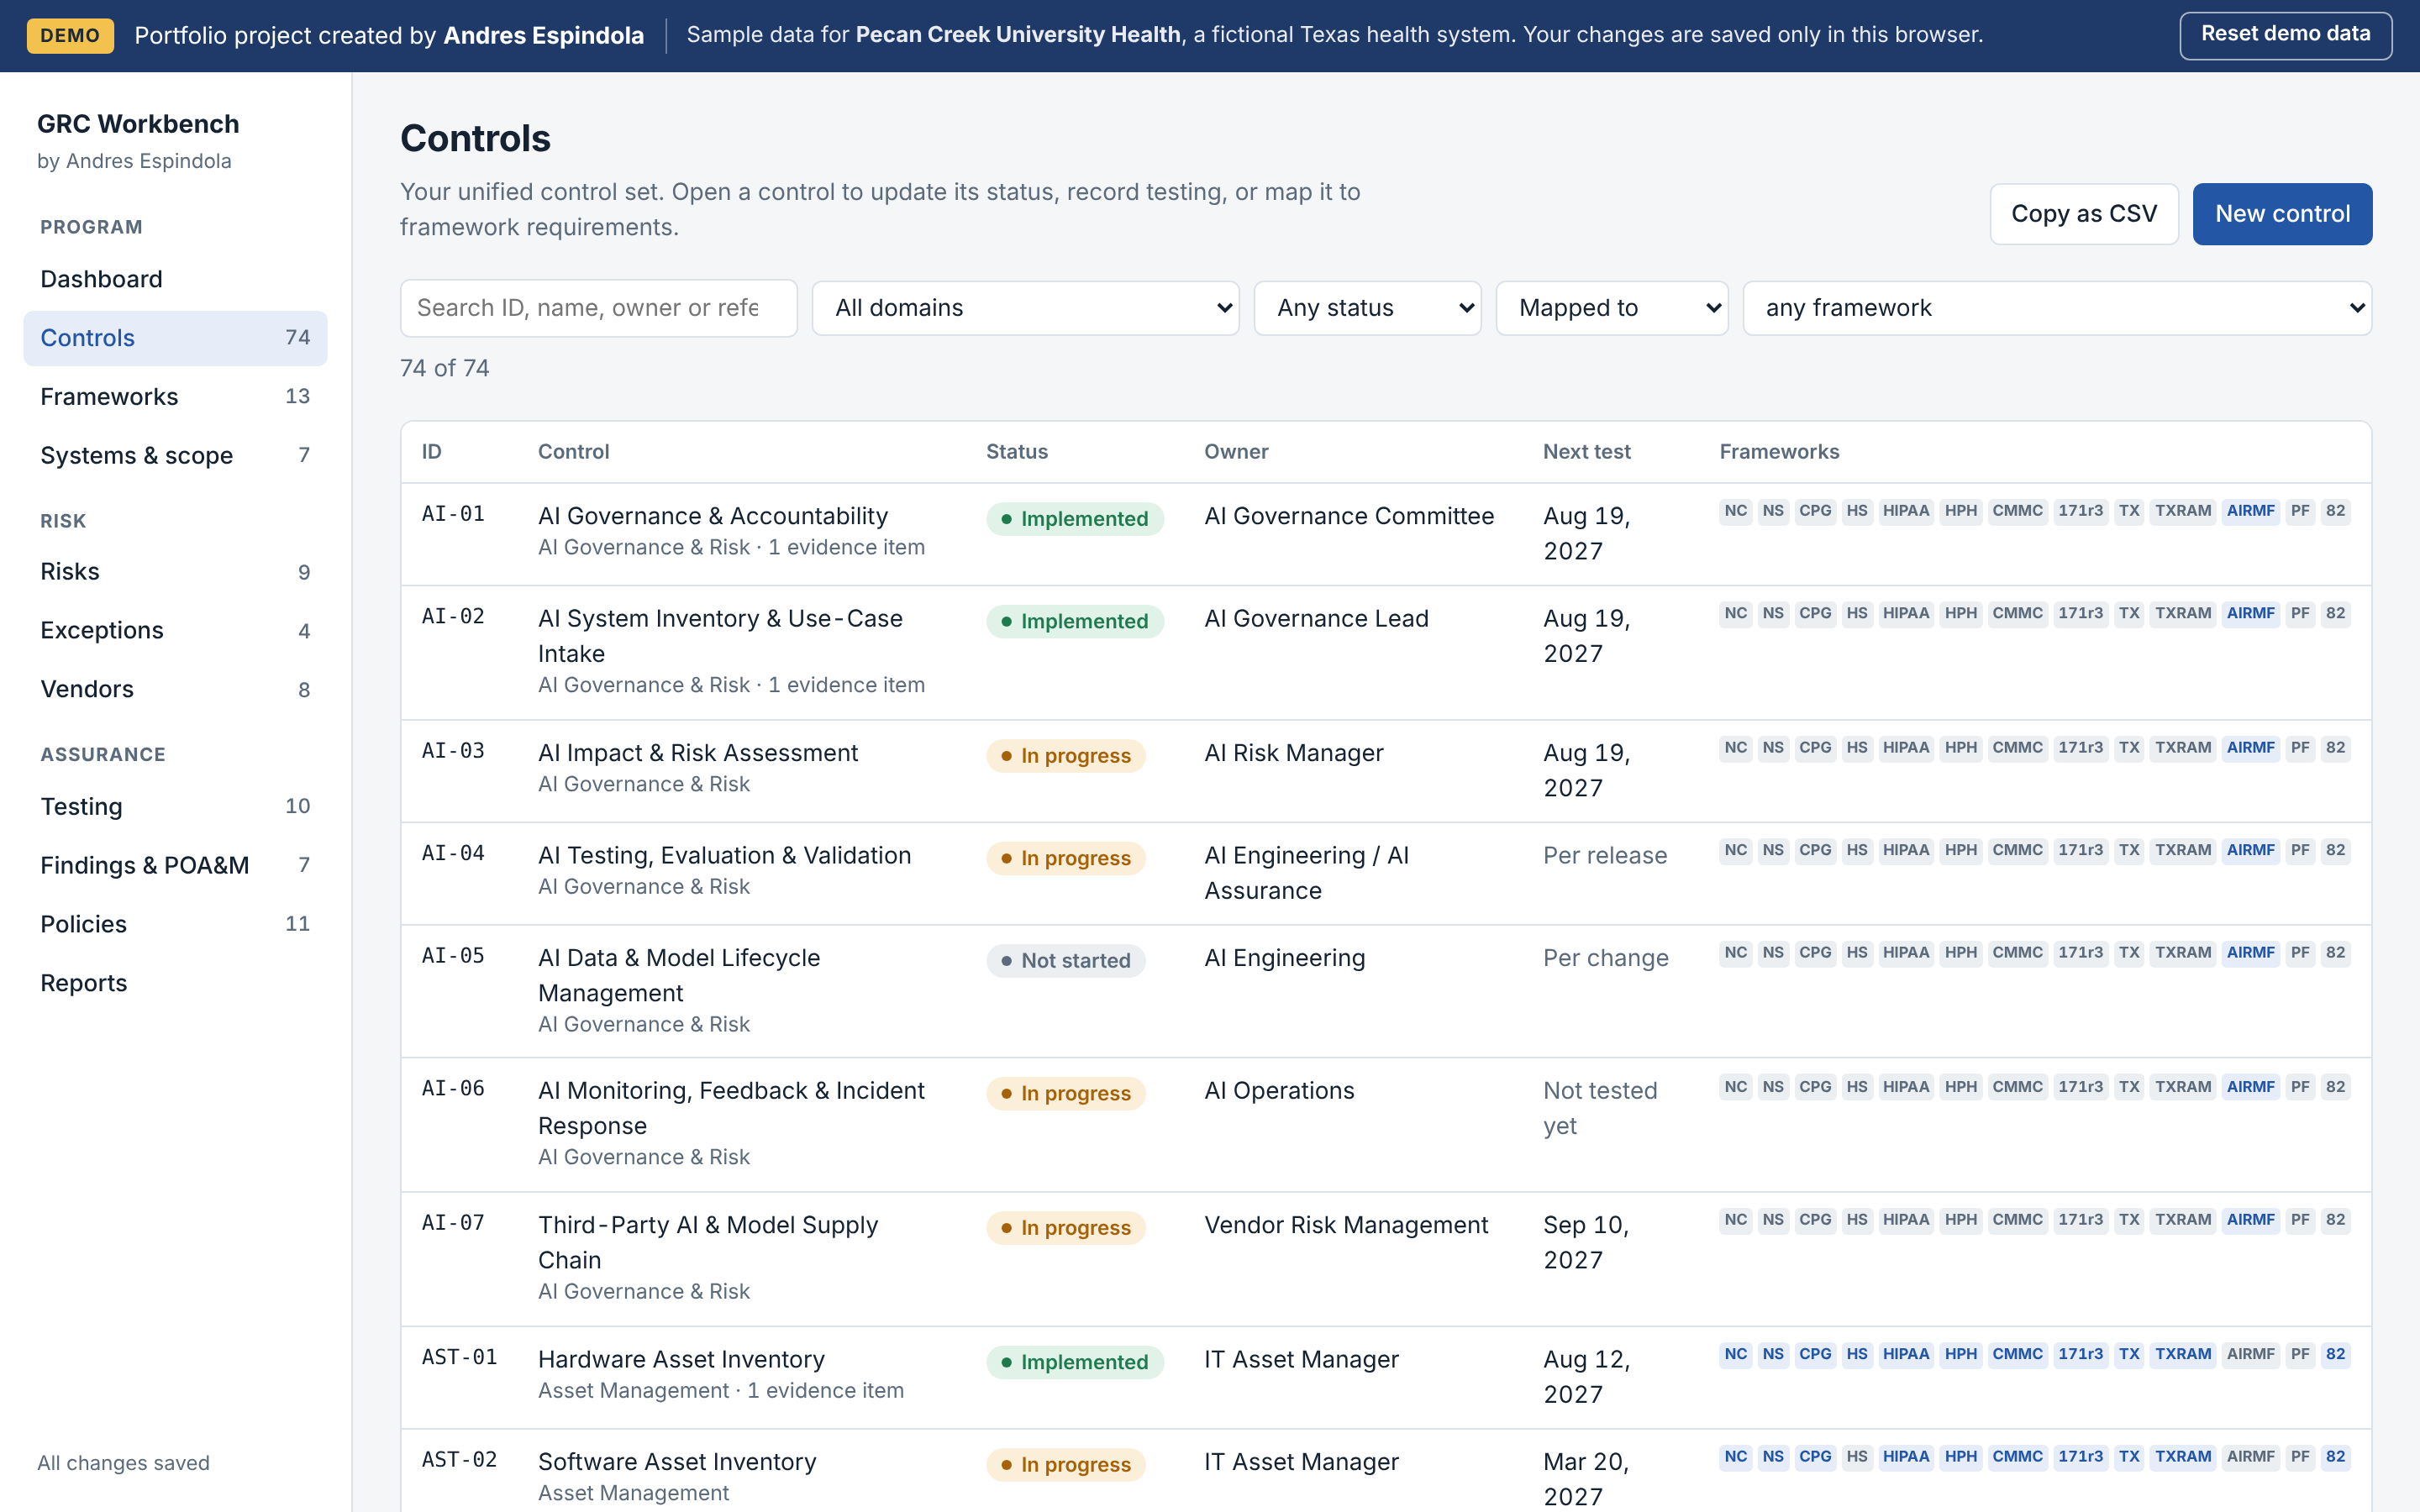 DEMO Portfolio project created by Andres Espindola Sample data for Pecan Creek University Health, a fictional Texas health system. Your changes are saved only in this browser. Reset demo data
GRC Workbench
by Andres Espindola
PROGRAM
Dashboard
Controls 74
Frameworks 13
Systems & scope 7
RISK
Risks 9
Exceptions 4
Vendors 8
ASSURANCE
Testing 10
Findings & POA&M 7
Policies 11
Reports
All changes saved
Controls
Your unified control set. Open a control to update its status, record testing, or map it to
framework requirements.
Copy as CSV New control
Search ID, name, owner or refe All domains Any status Mapped to any framework
74 of 74
ID Control Status Owner Next test Frameworks
AI-01 AI Governance & Accountability Implemented AI Governance Committee Aug 19, NC NS CPG HS HIPAA HPH CMMC 171r3 TX TXRAM AIRMF PF 82
AI Governance & Risk · 1 evidence item 2027
AI-02 AI System Inventory & Use-Case Implemented AI Governance Lead Aug 19, NC NS CPG HS HIPAA HPH CMMC 171r3 TX TXRAM AIRMF PF 82
Intake 2027
AI Governance & Risk · 1 evidence item
AI-03 AI Impact & Risk Assessment In progress AI Risk Manager Aug 19, NC NS CPG HS HIPAA HPH CMMC 171r3 TX TXRAM AIRMF PF 82
AI Governance & Risk 2027
AI-04 AI Testing, Evaluation & Validation In progress AI Engineering / AI Per release NC NS CPG HS HIPAA HPH CMMC 171r3 TX TXRAM AIRMF PF 82
AI Governance & Risk Assurance
AI-05 AI Data & Model Lifecycle Not started AI Engineering Per change NC NS CPG HS HIPAA HPH CMMC 171r3 TX TXRAM AIRMF PF 82
Management
AI Governance & Risk
AI-06 AI Monitoring, Feedback & Incident In progress AI Operations Not tested NC NS CPG HS HIPAA HPH CMMC 171r3 TX TXRAM AIRMF PF 82
Response yet
AI Governance & Risk
AI-07 Third-Party AI & Model Supply In progress Vendor Risk Management Sep 10, NC NS CPG HS HIPAA HPH CMMC 171r3 TX TXRAM AIRMF PF 82
Chain 2027
AI Governance & Risk
AST-01 Hardware Asset Inventory Implemented IT Asset Manager Aug 12, NC NS CPG HS HIPAA HPH CMMC 171r3 TX TXRAM AIRMF PF 82
Asset Management · 1 evidence item 2027
AST-02 Software Asset Inventory In progress IT Asset Manager Mar 20, NC NS CPG HS HIPAA HPH CMMC 171r3 TX TXRAM AIRMF PF 82
Asset Management 2027